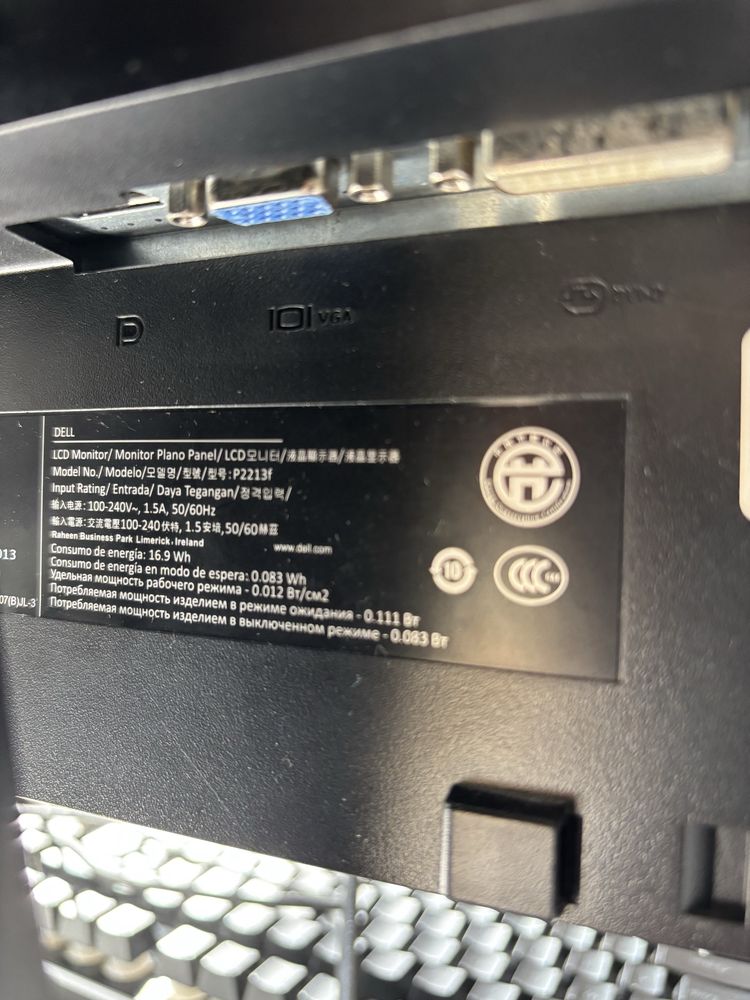 VGA
DELL
LCD Monitor/ Monitor Plano Panel/ LCD모니터/液晶顯示器/液晶显示器
Model No./ Modelo/모델명/型號/型号: P2213f
Input Rating/ Entrada/ Daya Tegangan/정격입력/
输入电源: 100-240V~, 1.5A, 50/60Hz
輸入電源: 交流電壓100-240伏特, 1.5安培, 50/60赫茲
Raheen Business Park Limerick, Ireland
www.dell.com
Consumo de energía: 16.9 Wh
Consumo de energía en modo de espera: 0.083 Wh
Удельная мощность рабочего режима - 0.012 Вт/см2
Потребляемая мощность изделием в режиме ожидания - 0.111 Вт
Потребляемая мощность изделием в выключенном режиме - 0.083 Вт
013
07(B)JL-3
10